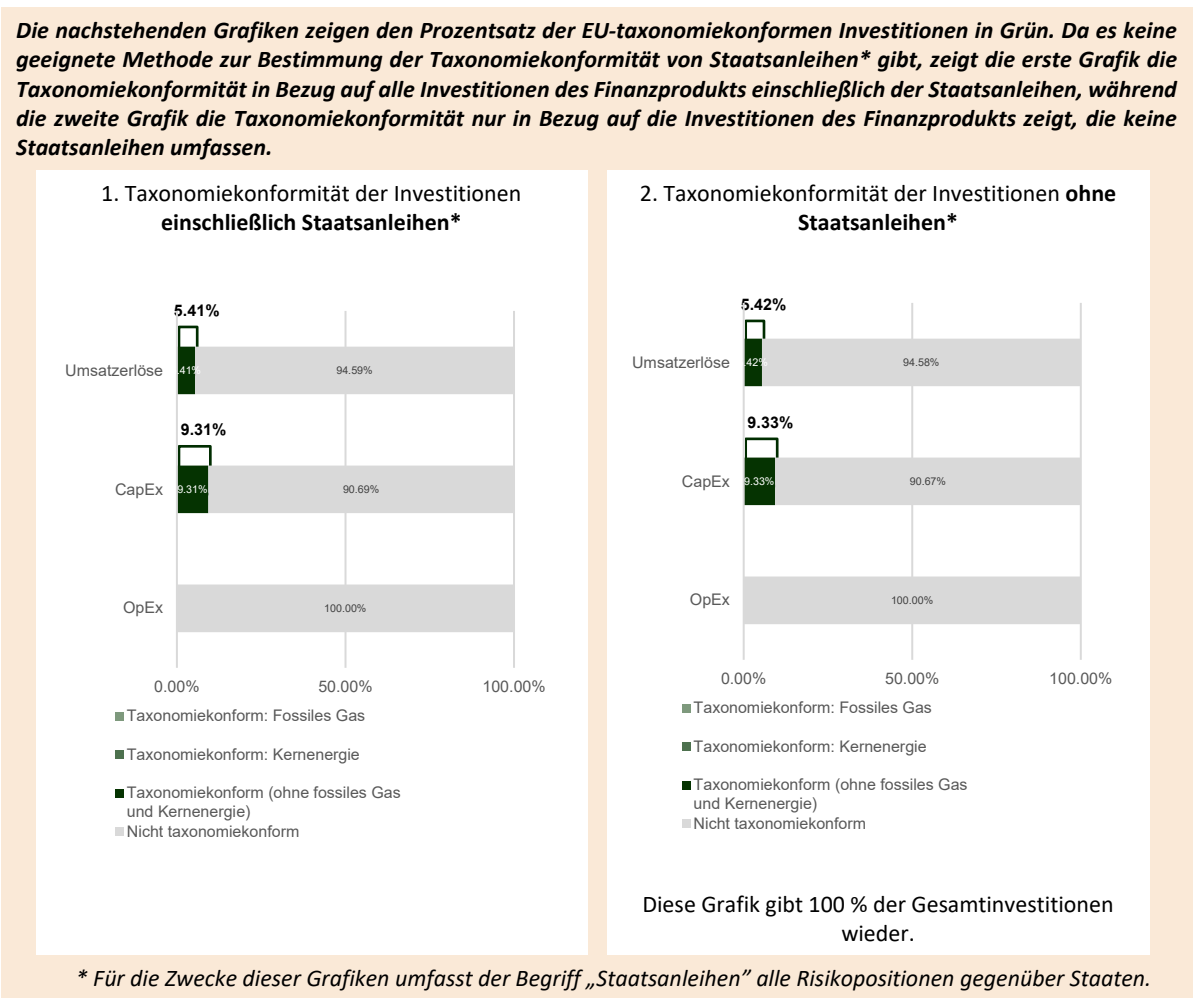 Die nachstehenden Grafiken zeigen den Prozentsatz der EU-taxonomiekonformen Investitionen in Grün. Da es keine
geeignete Methode zur Bestimmung der Taxonomiekonformität von Staatsanleihen* gibt, zeigt die erste Grafik die
Taxonomiekonformität in Bezug auf alle Investitionen des Finanzprodukts einschließlich der Staatsanleihen, während
die zweite Grafik die Taxonomiekonformität nur in Bezug auf die Investitionen des Finanzprodukts zeigt, die keine
Staatsanleihen umfassen.
1. Taxonomiekonformität der Investitionen
einschließlich Staatsanleihen*
5.41%
Umsatzerlöse
.41%
94.59%
9.31%
CapEx
9.31%
90.69%
OpEx
100.00%
0.00%
50.00%
100.00%
Taxonomiekonform: Fossiles Gas
Taxonomiekonform: Kernenergie
Taxonomiekonform (ohne fossiles Gas
und Kernenergie)
Nicht taxonomiekonform
2. Taxonomiekonformität der Investitionen ohne
Staatsanleihen*
5.42%
Umsatzerlöse
.42%
94.58%
9.33%
CapEx
9.33%
90.67%
OpEx
100.00%
0.00%
50.00%
100.00%
Taxonomiekonform: Fossiles Gas
Taxonomiekonform: Kernenergie
Taxonomiekonform (ohne fossiles Gas
und Kernenergie)
Nicht taxonomiekonform
Diese Grafik gibt 100 % der Gesamtinvestitionen
wieder.
* Für die Zwecke dieser Grafiken umfasst der Begriff „Staatsanleihen” alle Risikopositionen gegenüber Staaten.